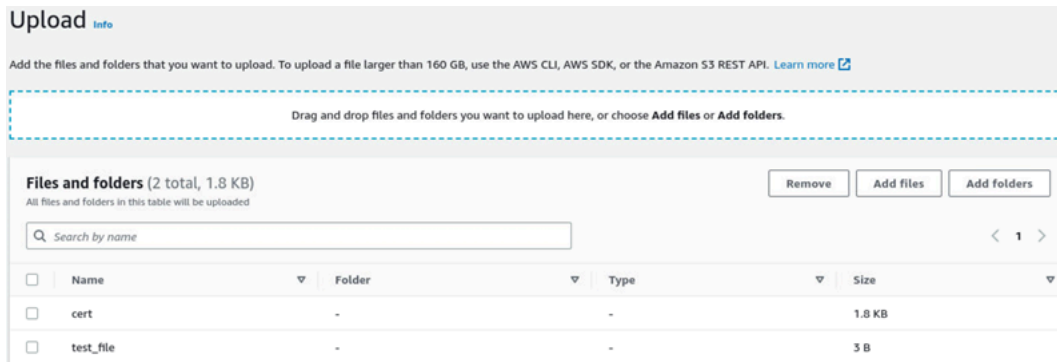 Upload Info
Add the files and folders that you want to upload. To upload a file larger than 160 GB, use the AWS CLI, AWS SDK, or the Amazon S3 REST API. Learn more
Drag and drop files and folders you want to upload here, or choose Add files or Add folders.
Files and folders (2 total, 1.8 KB)
All files and folders in this table will be uploaded
Remove Add files Add folders
Search by name
< 1 >
Name Folder Type Size
cert - - 1.8 KB
test_file - - 3 B